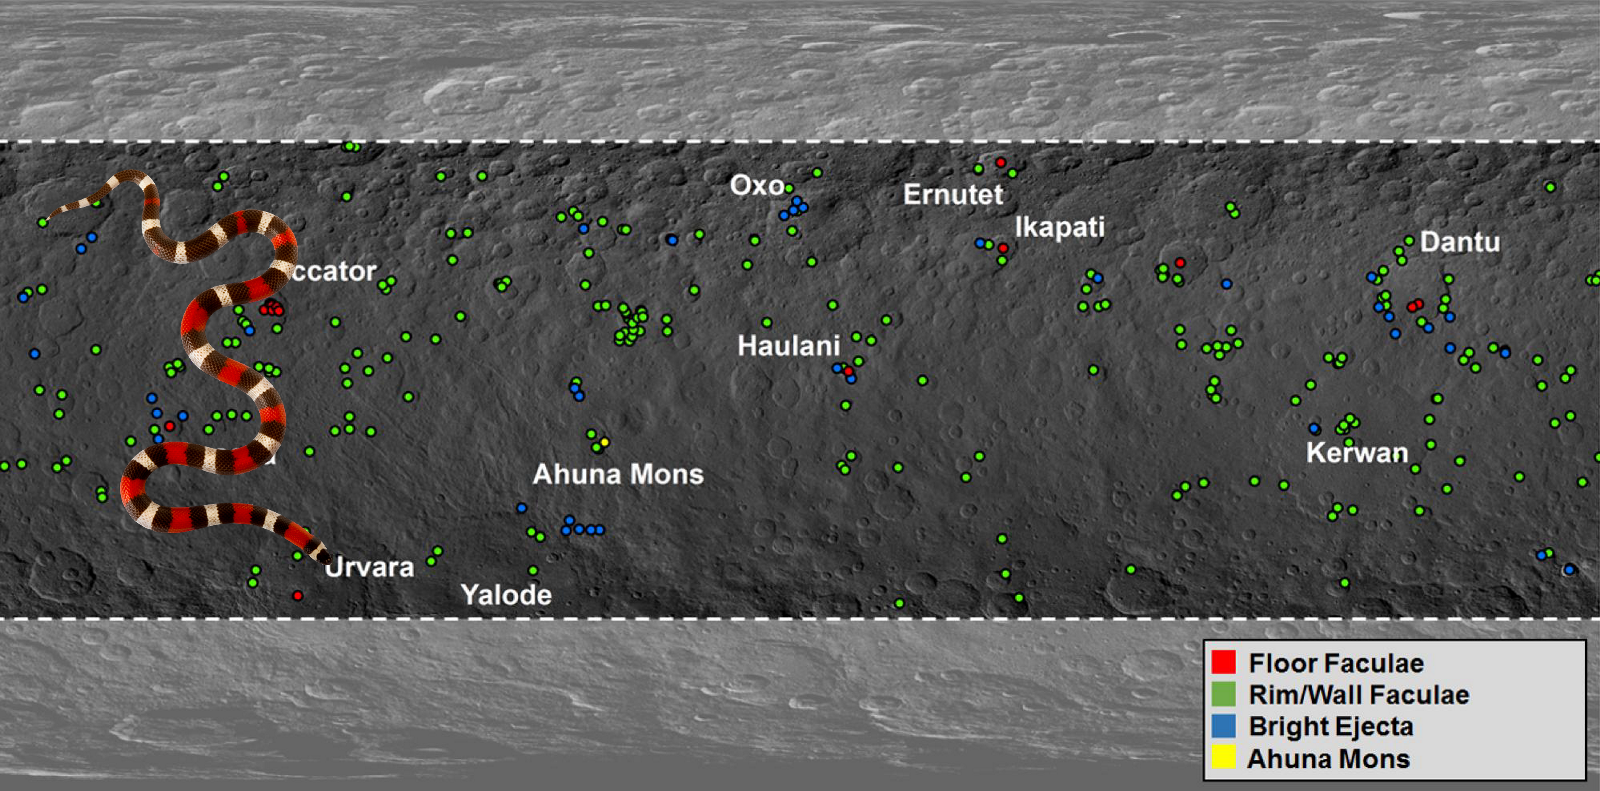 Oxo
Ernutet
Ikapati
Dantu
ccator
Haulani
Kerwan
a
Ahuna Mons
Urvara
Yalode
Floor Faculae
Rim/Wall Faculae
Bright Ejecta
Ahuna Mons